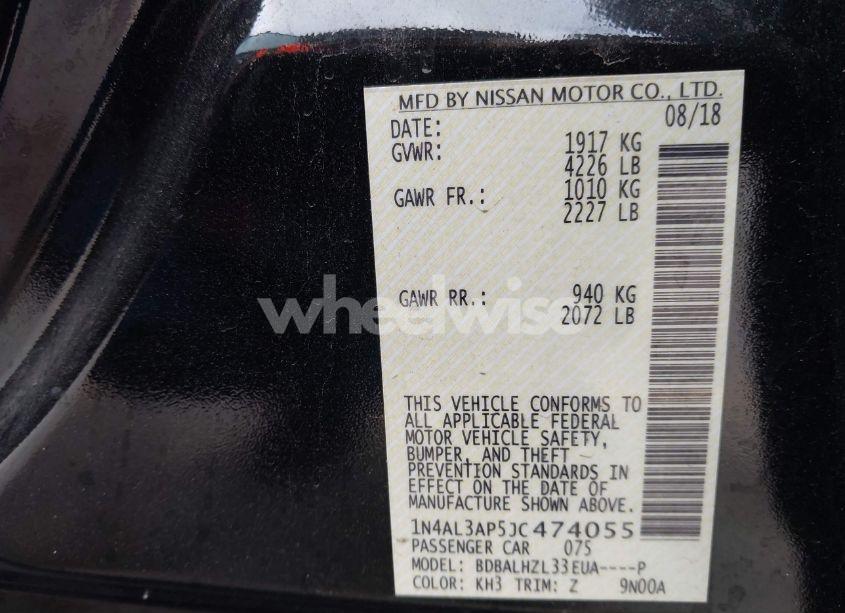 MFD BY NISSAN MOTOR CO., LTD.
DATE: 08/18
GVWR: 1917 KG
4226 LB
GAWR FR.: 1010 KG
2227 LB
GAWR RR.: 940 KG
2072 LB
wheelwise
THIS VEHICLE CONFORMS TO
ALL APPLICABLE FEDERAL
MOTOR VEHICLE SAFETY,
BUMPER, AND THEFT
PREVENTION STANDARDS IN
EFFECT ON THE DATE OF
MANUFACTURE SHOWN ABOVE.
1N4AL3AP5JC474055
PASSENGER CAR 075
MODEL: BDBALHZL33EUA----P
COLOR: KH3 TRIM: Z 9N00A